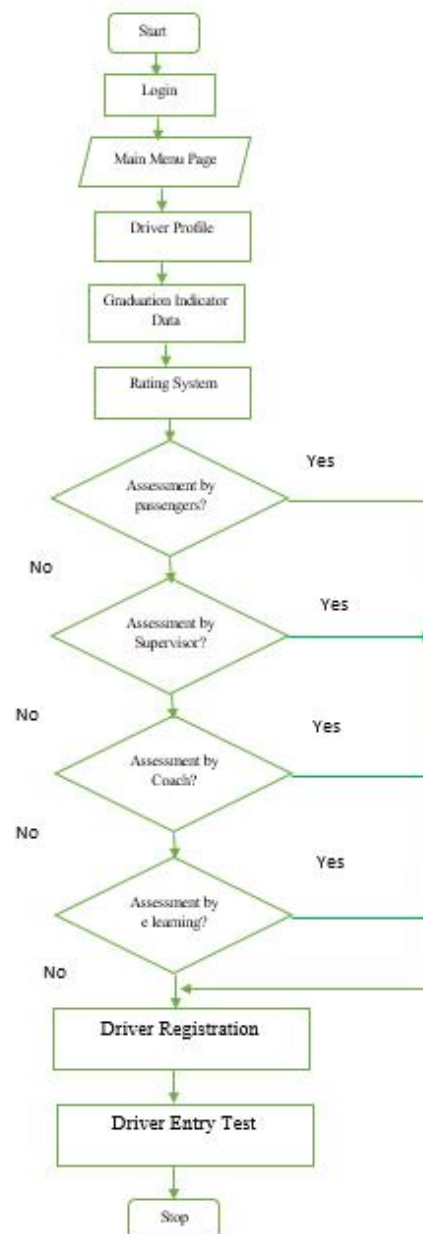 Start
Login
Main Menu Page
Driver Profile
Graduation Indicator
Data
Rating System
Yes
Assessment by
passengers?
No
Yes
Assessment by
Supervisor?
No
Yes
Assessment by
Coach?
No
Yes
Assessment by
e learning?
No
Driver Registration
Driver Entry Test
Stop